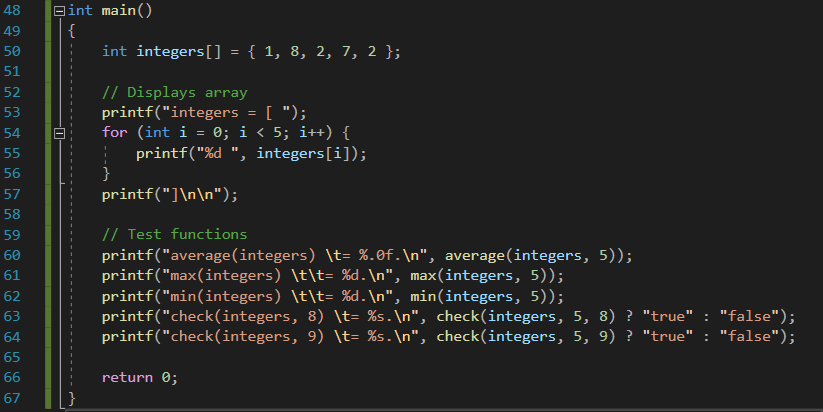 48 int main()
49 {
50     int integers[] = { 1, 8, 2, 7, 2 };
51
52     // Displays array
53     printf("integers = [ ");
54     for (int i = 0; i < 5; i++) {
55         printf("%d ", integers[i]);
56     }
57     printf("]\n\n");
58
59     // Test functions
60     printf("average(integers) \t= %.0f.\n", average(integers, 5));
61     printf("max(integers) \t\t= %d.\n", max(integers, 5));
62     printf("min(integers) \t\t= %d.\n", min(integers, 5));
63     printf("check(integers, 8) \t= %s.\n", check(integers, 5, 8) ? "true" : "false");
64     printf("check(integers, 9) \t= %s.\n", check(integers, 5, 9) ? "true" : "false");
65
66     return 0;
67 }